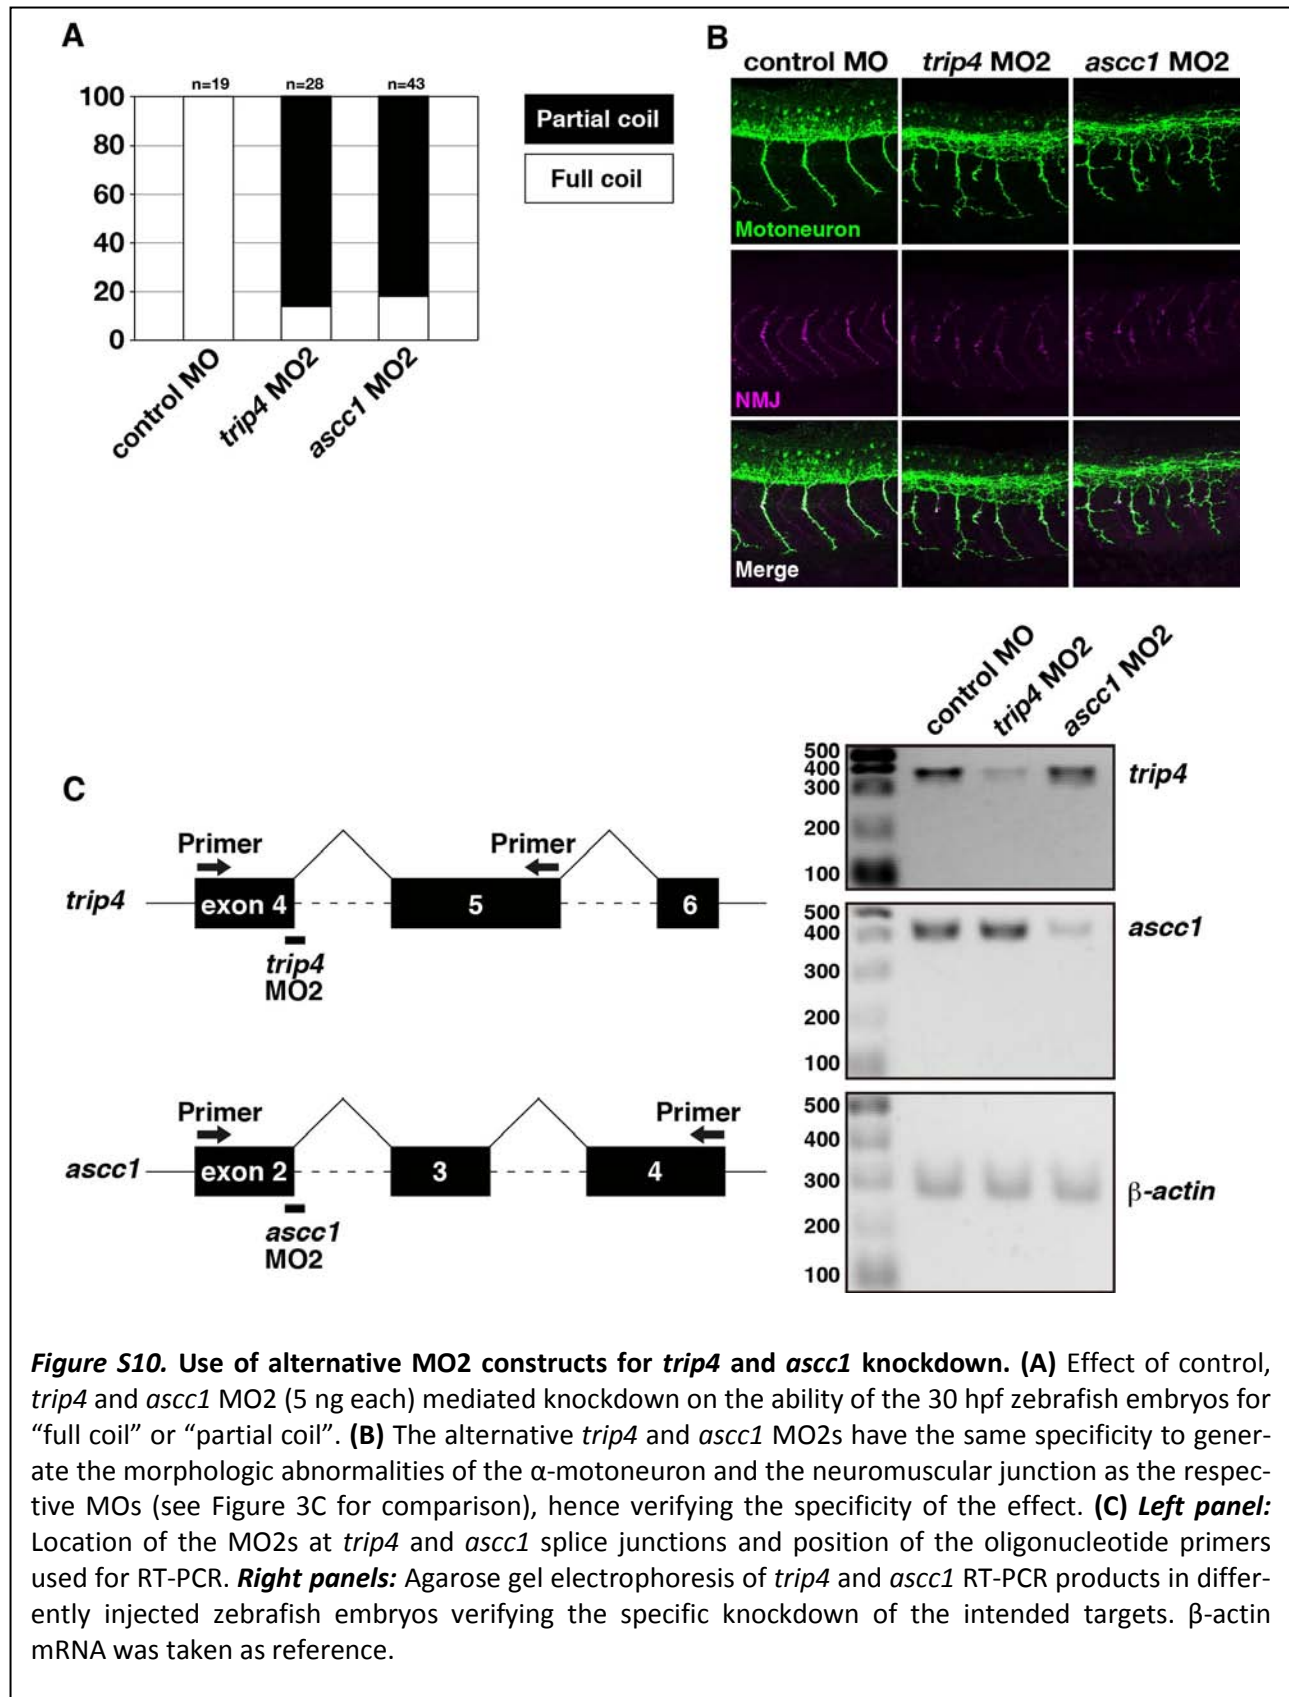 A
n=19 n=28 n=43
100
80
60
40
20
0
control MO
trip4 MO2
ascc1 MO2
Partial coil
Full coil
B
control MO trip4 MO2 ascc1 MO2
Motoneuron
NMJ
Merge
C
Primer Primer
trip4 exon 4 5 6
trip4
MO2
Primer Primer
ascc1 exon 2 3 4
ascc1
MO2
control MO
trip4 MO2
ascc1 MO2
500
400
300
200
100
trip4
500
400
300
200
100
ascc1
500
400
300
200
100
β-actin
Figure S10. Use of alternative MO2 constructs for trip4 and ascc1 knockdown. (A) Effect of control,
trip4 and ascc1 MO2 (5 ng each) mediated knockdown on the ability of the 30 hpf zebrafish embryos for
“full coil” or “partial coil”. (B) The alternative trip4 and ascc1 MO2s have the same specificity to gener-
ate the morphologic abnormalities of the α-motoneuron and the neuromuscular junction as the respec-
tive MOs (see Figure 3C for comparison), hence verifying the specificity of the effect. (C) Left panel:
Location of the MO2s at trip4 and ascc1 splice junctions and position of the oligonucleotide primers
used for RT-PCR. Right panels: Agarose gel electrophoresis of trip4 and ascc1 RT-PCR products in differ-
ently injected zebrafish embryos verifying the specific knockdown of the intended targets. β-actin
mRNA was taken as reference.